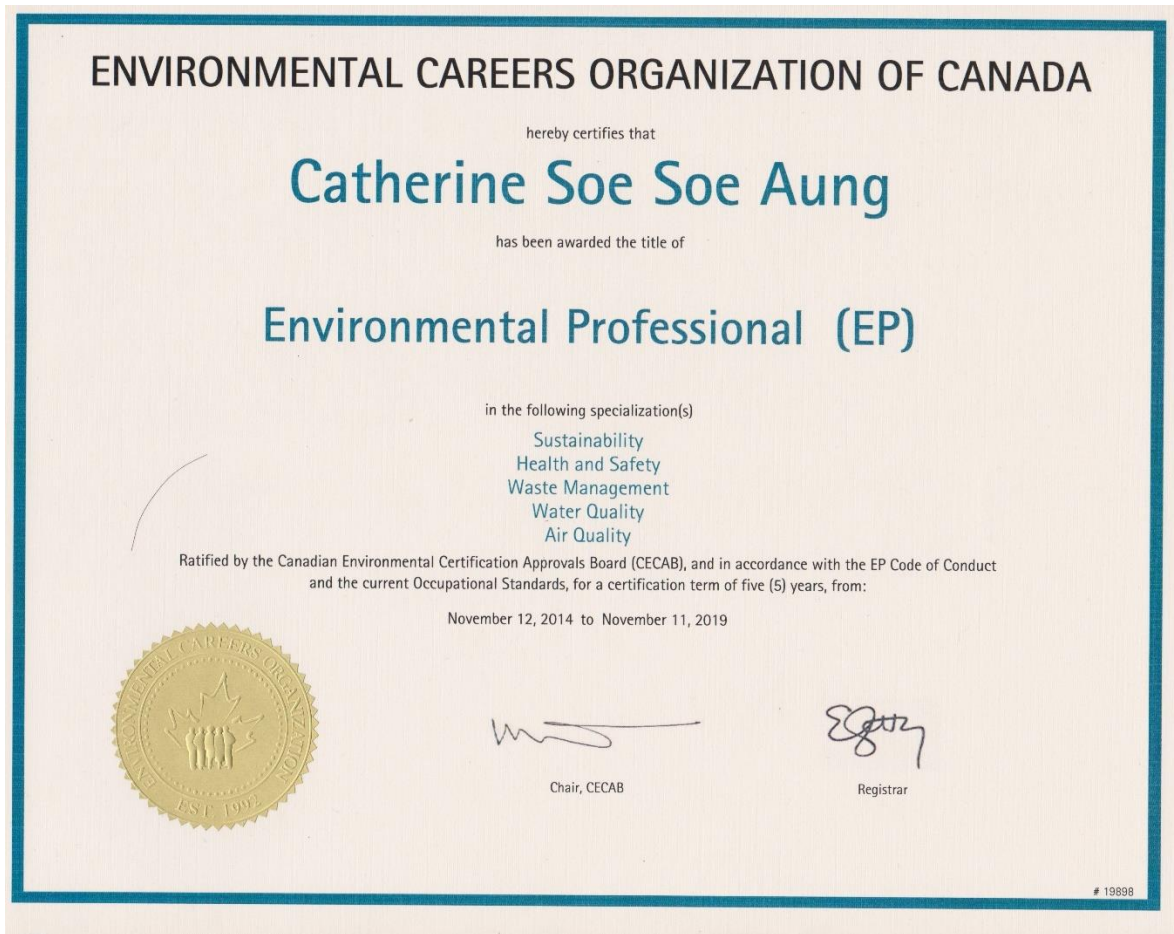 ENVIRONMENTAL CAREERS ORGANIZATION OF CANADA
hereby certifies that
Catherine Soe Soe Aung
has been awarded the title of
Environmental Professional (EP)
in the following specialization(s)
Sustainability
Health and Safety
Waste Management
Water Quality
Air Quality
Ratified by the Canadian Environmental Certification Approvals Board (CECAB), and in accordance with the EP Code of Conduct
and the current Occupational Standards, for a certification term of five (5) years, from:
November 12, 2014 to November 11, 2019
ENVIRONMENTAL CAREERS ORGANIZATION
EST 1992
Chair, CECAB
Registrar
# 19898